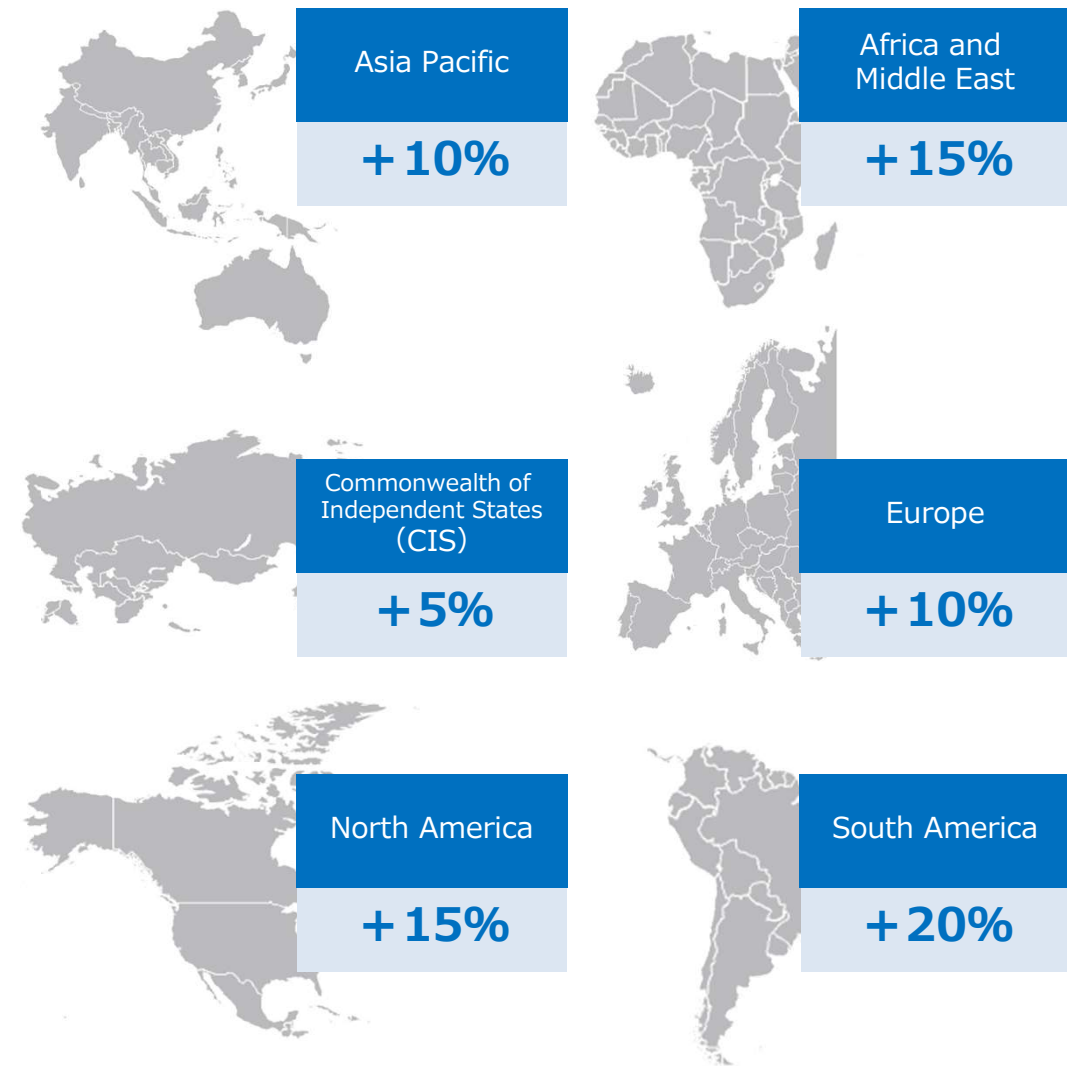 Asia Pacific
+10%
Africa and
Middle East
+15%
Commonwealth of
Independent States
（CIS）
+5%
Europe
+10%
North America
+15%
South America
+20%